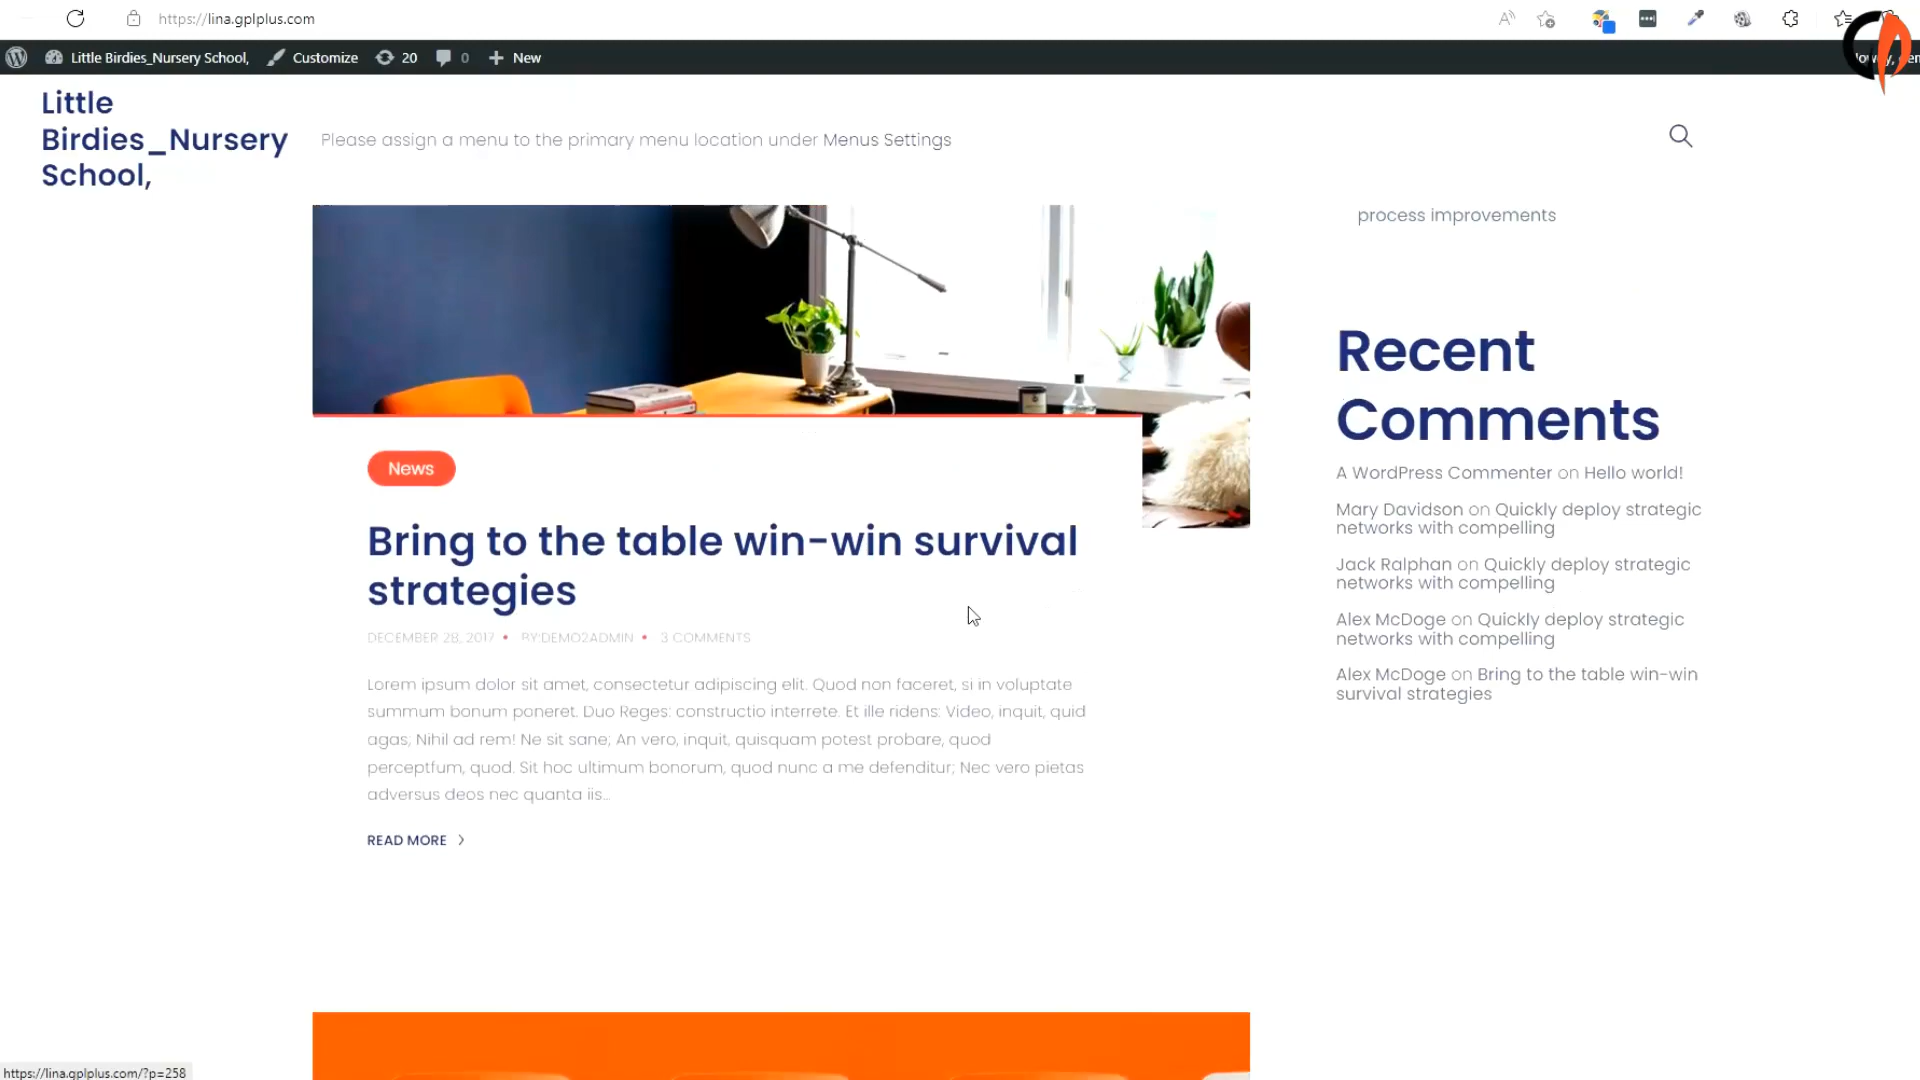 https://lina.gplplus.com
Little Birdies_Nursery School,
Customize
20
0
New
Little
Birdies_Nursery
School,
Please assign a menu to the primary menu location under Menus Settings
process improvements
News
Bring to the table win-win survival
strategies
DECEMBER 28, 2017 • BY:DEMO2ADMIN • 3 COMMENTS
Lorem ipsum dolor sit amet, consectetur adipiscing elit. Quod non faceret, si in voluptate
summum bonum poneret. Duo Reges: constructio interrete. Et ille ridens: Video, inquit, quid
agas; Nihil ad rem! Ne sit sane; An vero, inquit, quisquam potest probare, quod
perceptfum, quod. Sit hoc ultimum bonorum, quod nunc a me defenditur; Nec vero pietas
adversus deos nec quanta iis...
READ MORE
Recent
Comments
A WordPress Commenter on Hello world!
Mary Davidson on Quickly deploy strategic
networks with compelling
Jack Ralphan on Quickly deploy strategic
networks with compelling
Alex McDoge on Quickly deploy strategic
networks with compelling
Alex McDoge on Bring to the table win-win
survival strategies
https://lina.gplplus.com/?p=258